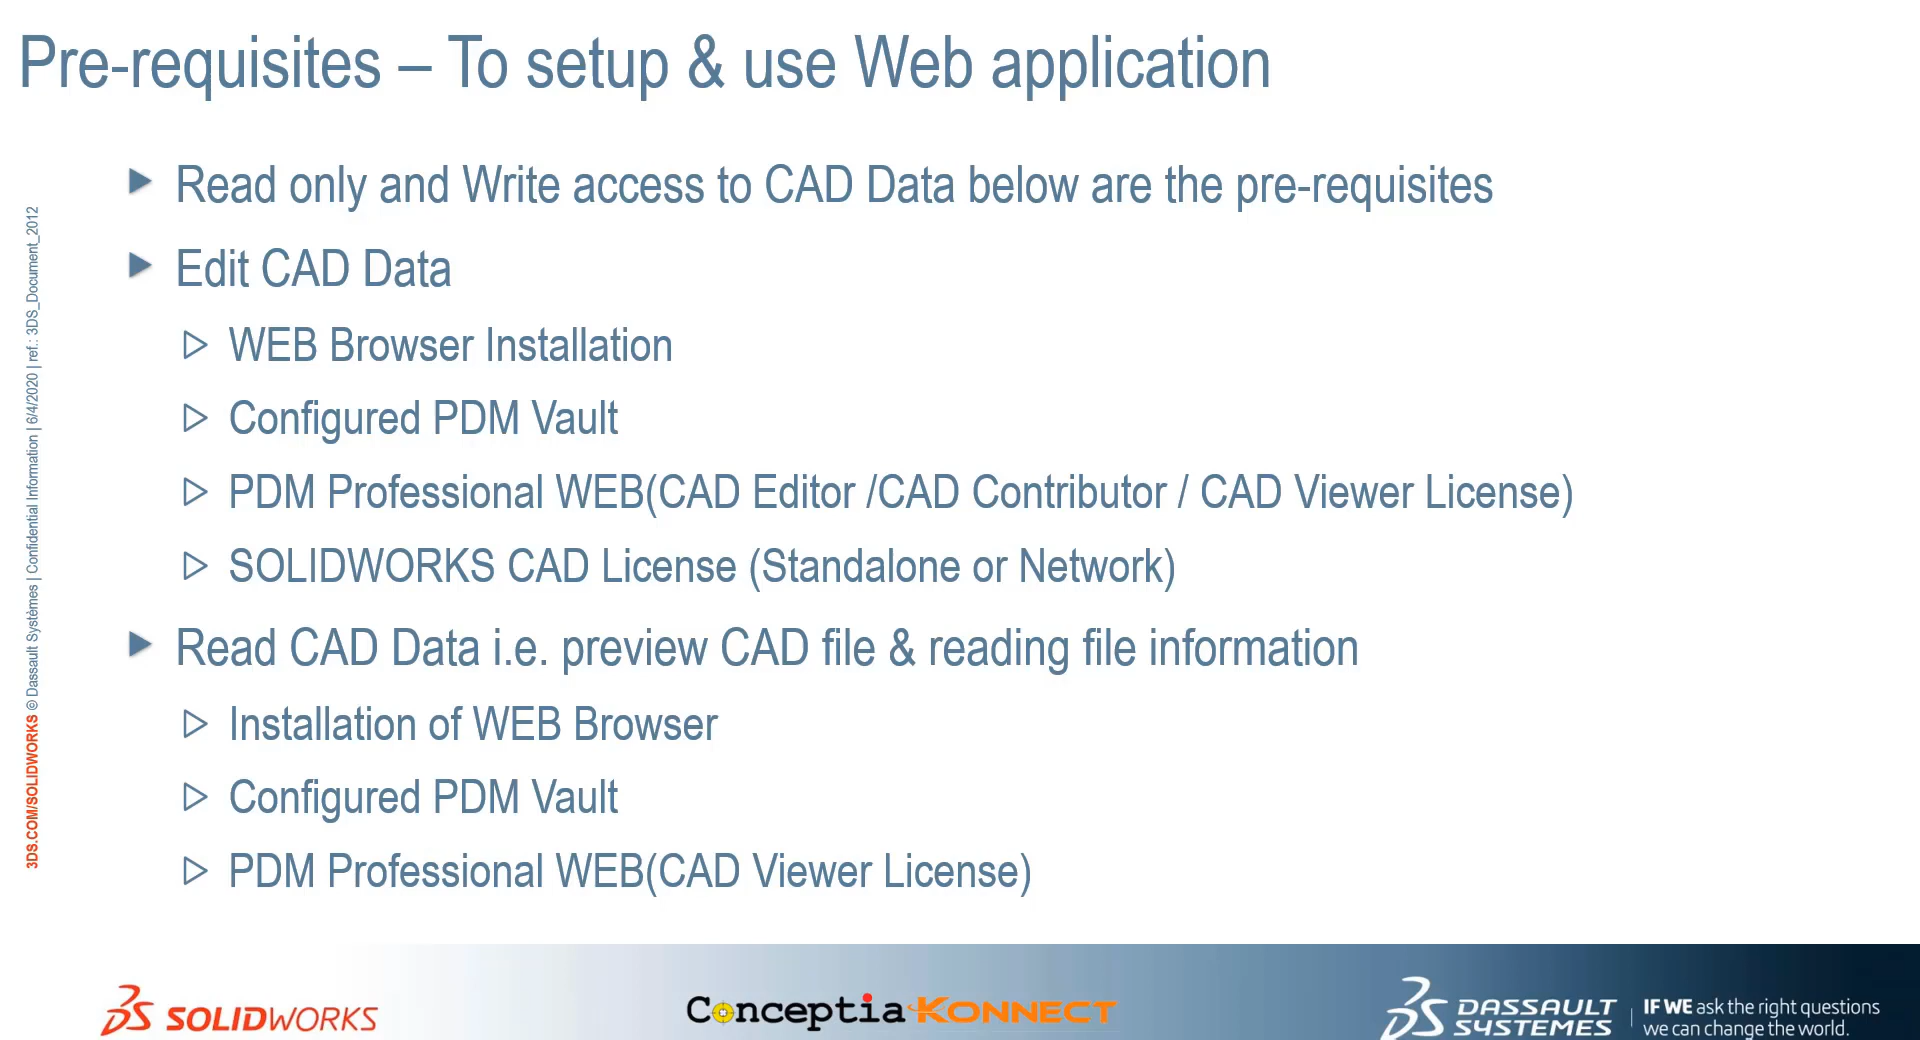 Pre-requisites – To setup & use Web application
Read only and Write access to CAD Data below are the pre-requisites
Edit CAD Data
WEB Browser Installation
Configured PDM Vault
PDM Professional WEB(CAD Editor /CAD Contributor / CAD Viewer License)
SOLIDWORKS CAD License (Standalone or Network)
Read CAD Data i.e. preview CAD file & reading file information
Installation of WEB Browser
Configured PDM Vault
PDM Professional WEB(CAD Viewer License)
3DS.COM/SOLIDWORKS © Dassault Systèmes | Confidential Information | 6/4/2020 | ref.: 3DS_Document_2012
SOLIDWORKS
Conceptia KONNECT
DASSAULT
SYSTEMES
IF WE ask the right questions
we can change the world.